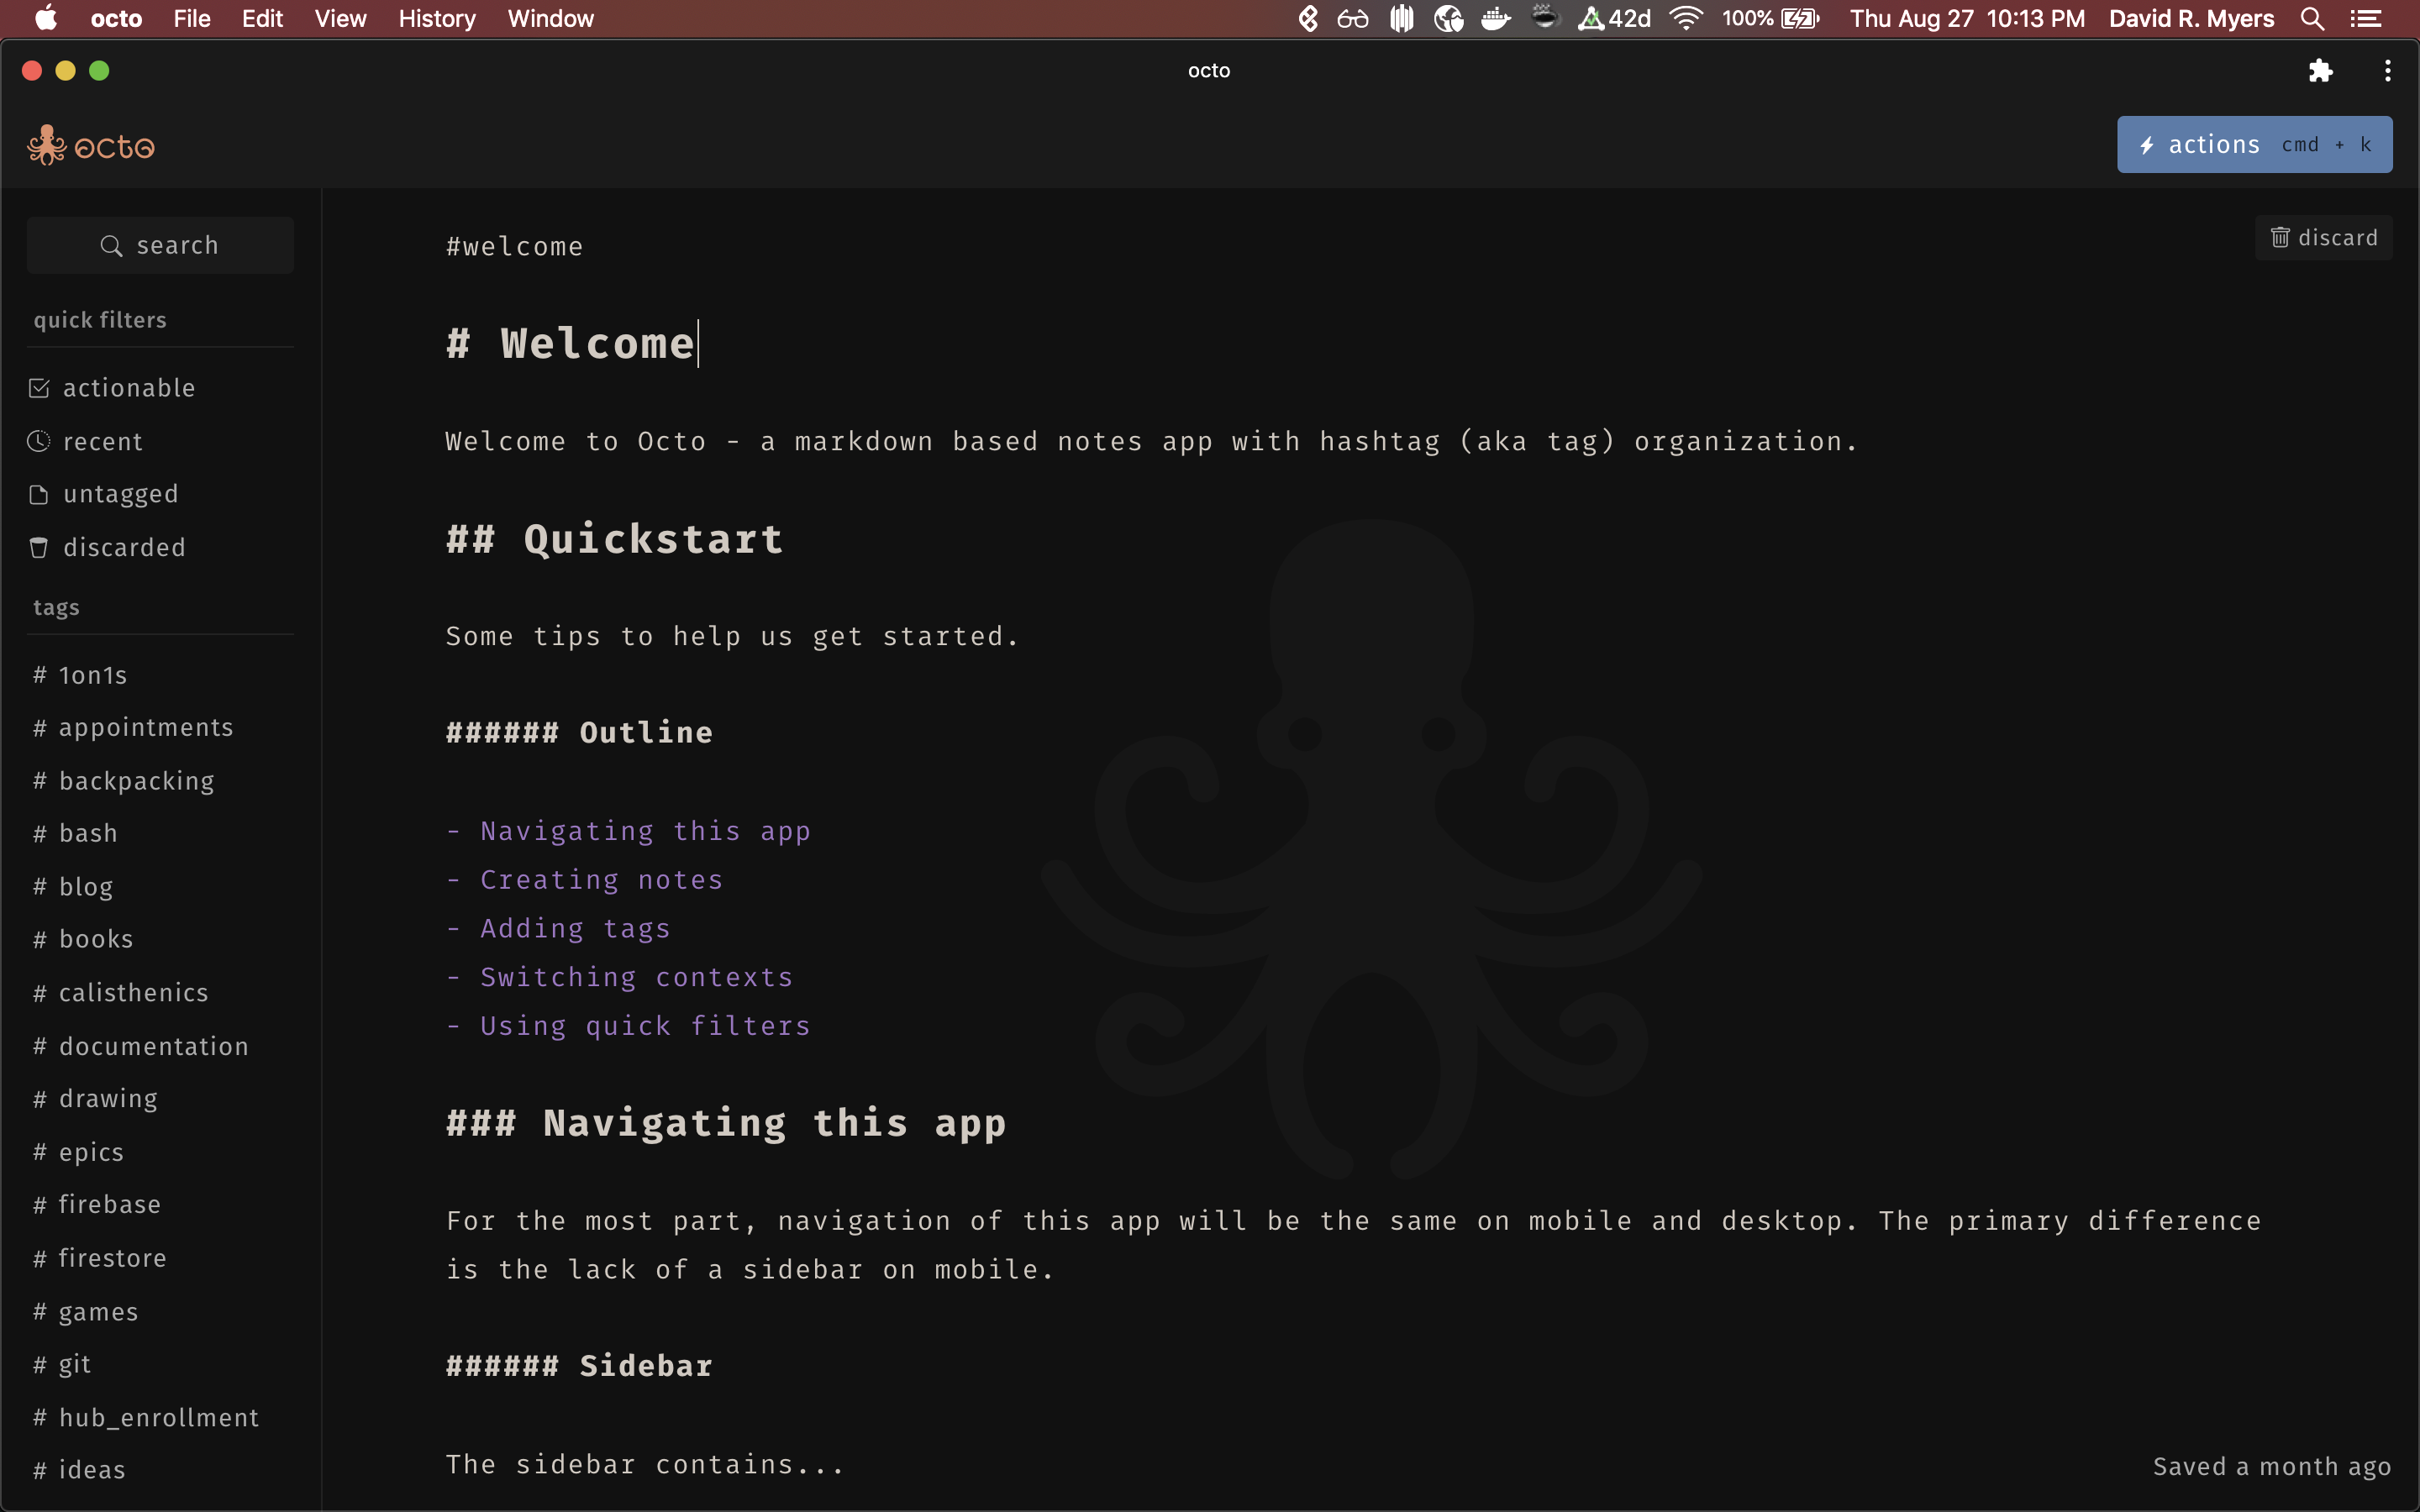 octo File Edit View History Window 42d 100% Thu Aug 27 10:13 PM David R. Myers
octo
octo
actions cmd + k
search
quick filters
actionable
recent
untagged
discarded
tags
# 1on1s
# appointments
# backpacking
# bash
# blog
# books
# calisthenics
# documentation
# drawing
# epics
# firebase
# firestore
# games
# git
# hub_enrollment
# ideas
#welcome
discard
# Welcome
Welcome to Octo - a markdown based notes app with hashtag (aka tag) organization.
## Quickstart
Some tips to help us get started.
###### Outline
- Navigating this app
- Creating notes
- Adding tags
- Switching contexts
- Using quick filters
### Navigating this app
For the most part, navigation of this app will be the same on mobile and desktop. The primary difference
is the lack of a sidebar on mobile.
###### Sidebar
The sidebar contains...
Saved a month ago